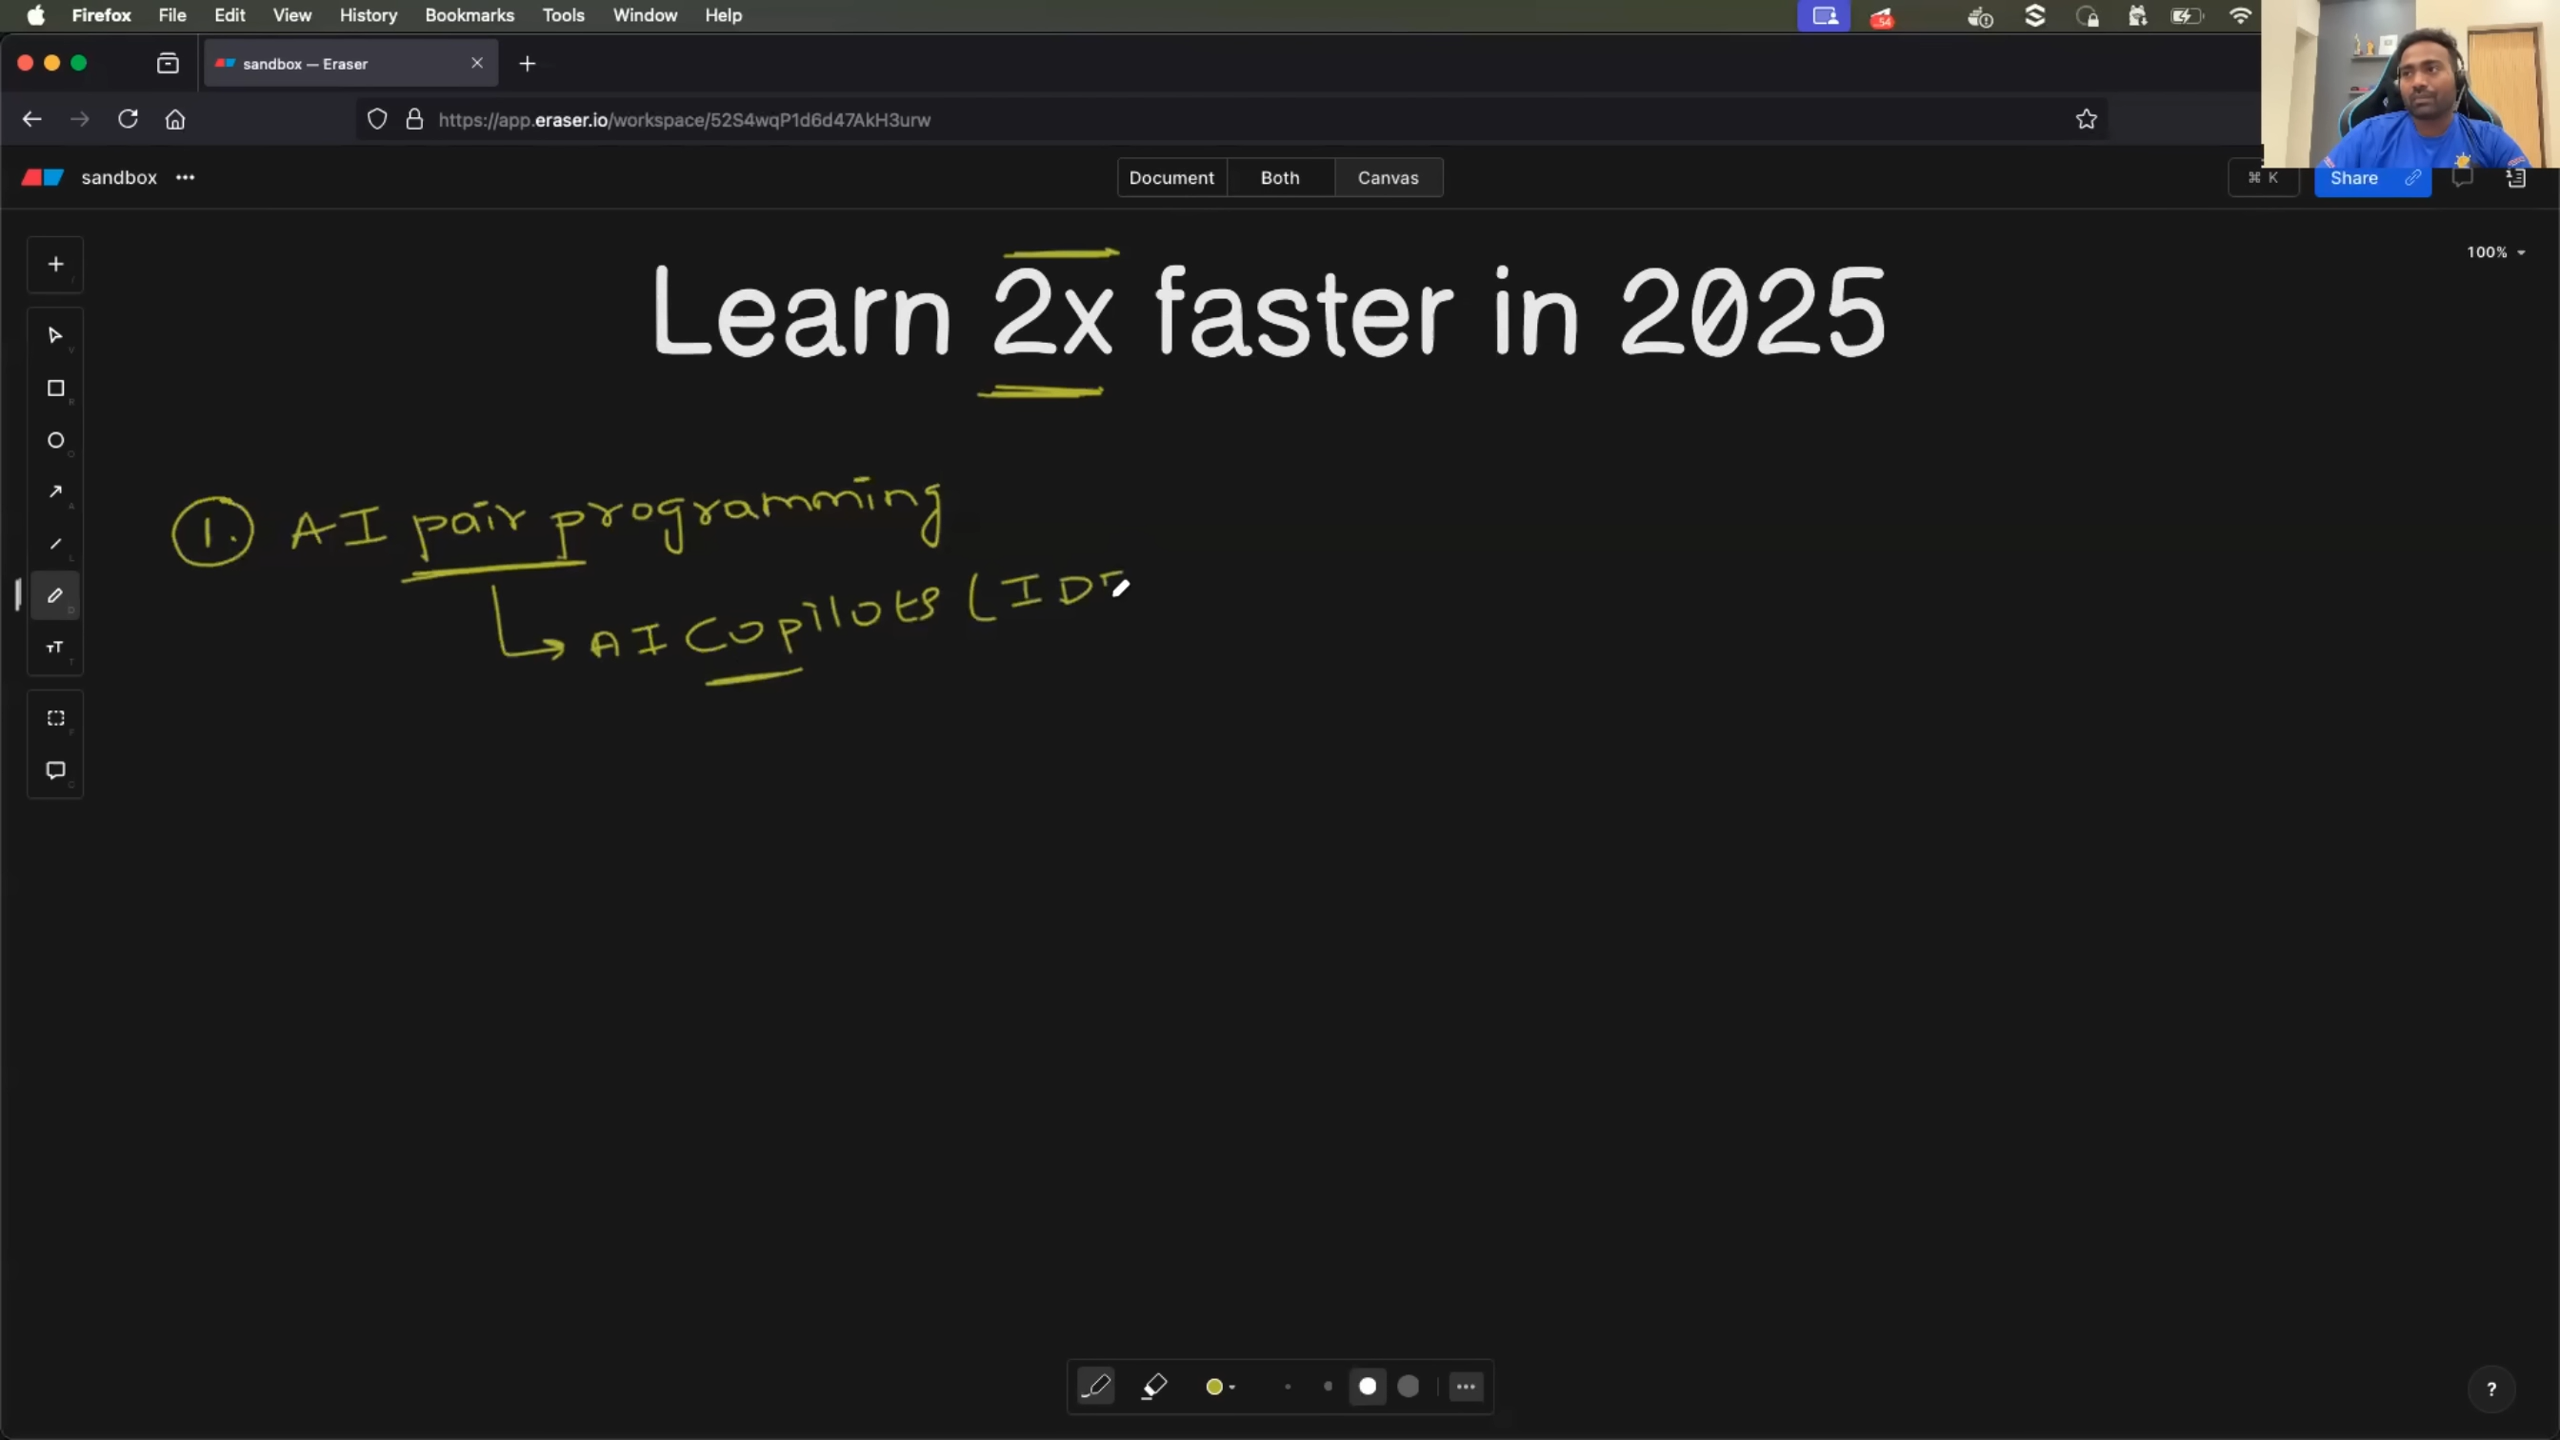 Firefox File Edit View History Bookmarks Tools Window Help
54
sandbox — Eraser
https://app.eraser.io/workspace/52S4wqP1d6d47AkH3urw
sandbox ...
Document Both Canvas
⌘ K
Share
100%
Learn 2x faster in 2025
1. AI pair programming
AI Copilots (ID
?